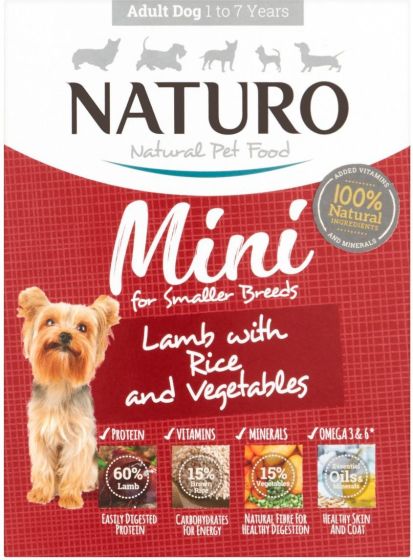 Adult Dog 1 to 7 Years
NATURO
Natural Pet Food
ADDED VITAMINS
100%
Natural
INGREDIENTS
AND MINERALS
Mini
for Smaller Breeds
Lamb with
Rice
and Vegetables
✓ PROTEIN ✓ VITAMINS ✓ MINERALS ✓ OMEGA 3 & 6*
60%
Lamb
15%
Brown
Rice
15%
Vegetables
Essential
Oils &
Minerals
EASILY DIGESTED
PROTEIN
CARBOHYDRATES
FOR ENERGY
NATURAL FIBRE FOR
HEALTHY DIGESTION
HEALTHY SKIN
AND COAT